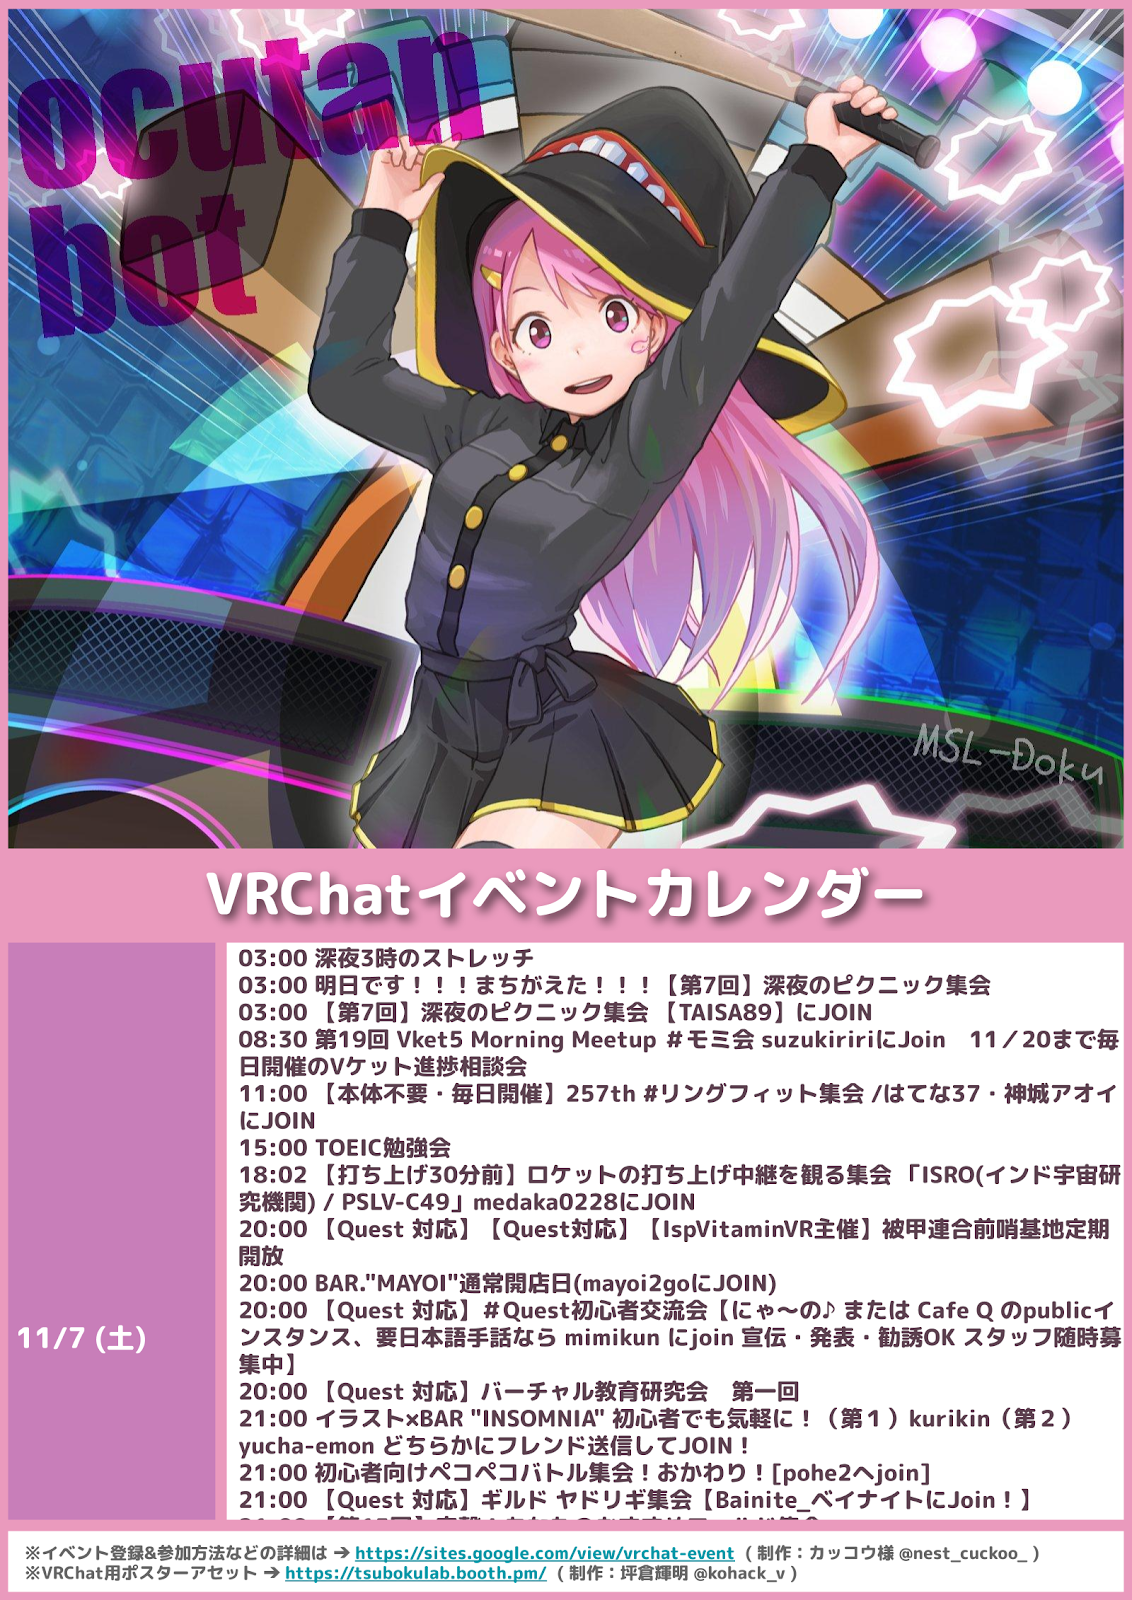 ocutan
bot
MSL-Doku
VRChatイベントカレンダー
11/7 (土)
03:00 深夜3時のストレッチ
03:00 明日です！！！まちがえた！！！【第7回】深夜のピクニック集会
03:00 【第7回】深夜のピクニック集会 【TAISA89】にJOIN
08:30 第19回 Vket5 Morning Meetup ＃モミ会 suzukiririにJoin　11／20まで毎
日開催のVケット進捗相談会
11:00 【本体不要・毎日開催】257th #リングフィット集会 /はてな37・神城アオイ
にJOIN
15:00 TOEIC勉強会
18:02 【打ち上げ30分前】ロケットの打ち上げ中継を観る集会 「ISRO(インド宇宙研
究機関) / PSLV-C49」medaka0228にJOIN
20:00 【Quest 対応】【Quest対応】【IspVitaminVR主催】被甲連合前哨基地定期
開放
20:00 BAR."MAYOI"通常開店日(mayoi2goにJOIN)
20:00 【Quest 対応】＃Quest初心者交流会【にゃ～の♪ または Cafe Q のpublicイ
ンスタンス、要日本語手話なら mimikun にjoin 宣伝・発表・勧誘OK スタッフ随時募
集中】
20:00 【Quest 対応】バーチャル教育研究会　第一回
21:00 イラスト×BAR "INSOMNIA" 初心者でも気軽に！（第１）kurikin（第２）
yucha-emon どちらかにフレンド送信してJOIN！
21:00 初心者向けペコペコバトル集会！おかわり！[pohe2へjoin]
21:00 【Quest 対応】ギルド ヤドリギ集会【Bainite_ベイナイトにJoin！】
※イベント登録&参加方法などの詳細は ➔ https://sites.google.com/view/vrchat-event ( 制作：カッコウ様 @nest_cuckoo_ )
※VRChat用ポスターアセット ➔ https://tsubokulab.booth.pm/ ( 制作：坪倉輝明 @kohack_v )